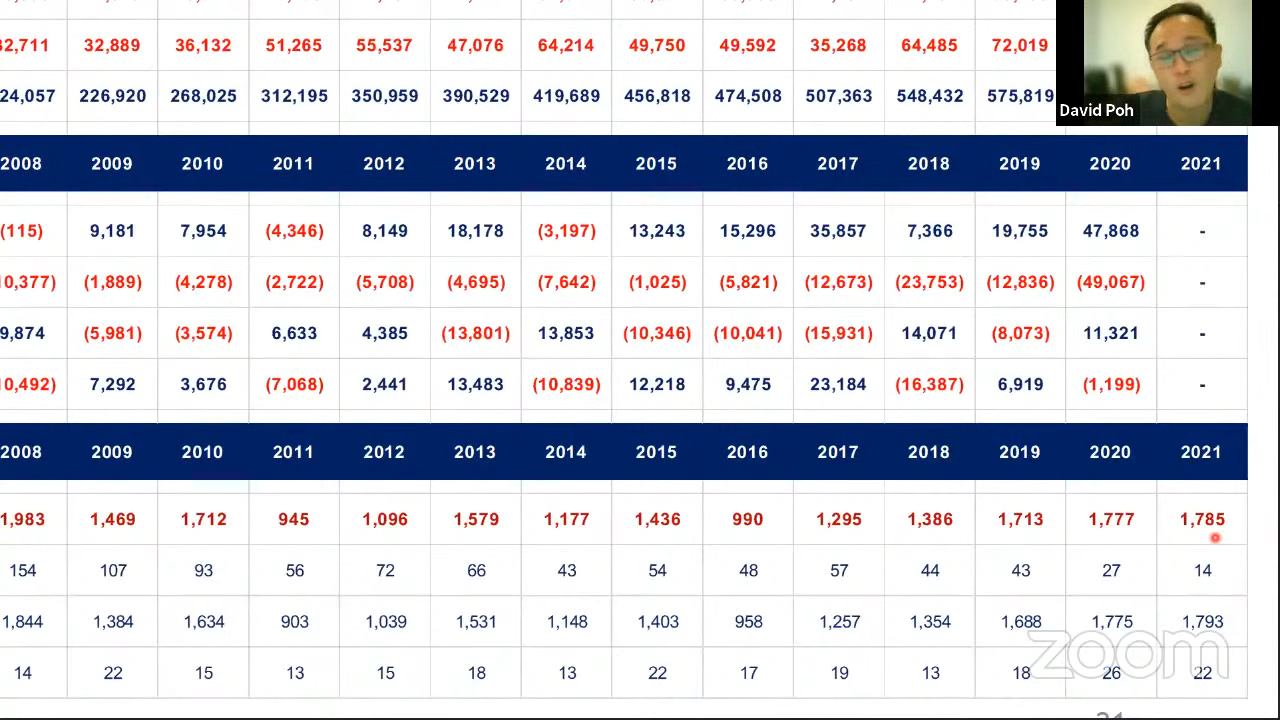 32,711 32,889 36,132 51,265 55,537 47,076 64,214 49,750 49,592 35,268 64,485 72,019
24,057 226,920 268,025 312,195 350,959 390,529 419,689 456,818 474,508 507,363 548,432 575,819
David Poh
2008 2009 2010 2011 2012 2013 2014 2015 2016 2017 2018 2019 2020 2021
(115) 9,181 7,954 (4,346) 8,149 18,178 (3,197) 13,243 15,296 35,857 7,366 19,755 47,868 -
0,377) (1,889) (4,278) (2,722) (5,708) (4,695) (7,642) (1,025) (5,821) (12,673) (23,753) (12,836) (49,067) -
9,874 (5,981) (3,574) 6,633 4,385 (13,801) 13,853 (10,346) (10,041) (15,931) 14,071 (8,073) 11,321 -
0,492) 7,292 3,676 (7,068) 2,441 13,483 (10,839) 12,218 9,475 23,184 (16,387) 6,919 (1,199) -
2008 2009 2010 2011 2012 2013 2014 2015 2016 2017 2018 2019 2020 2021
1,983 1,469 1,712 945 1,096 1,579 1,177 1,436 990 1,295 1,386 1,713 1,777 1,785
154 107 93 56 72 66 43 54 48 57 44 43 27 14
1,844 1,384 1,634 903 1,039 1,531 1,148 1,403 958 1,257 1,354 1,688 1,775 1,793
14 22 15 13 15 18 13 22 17 19 13 18 26 22
zoom